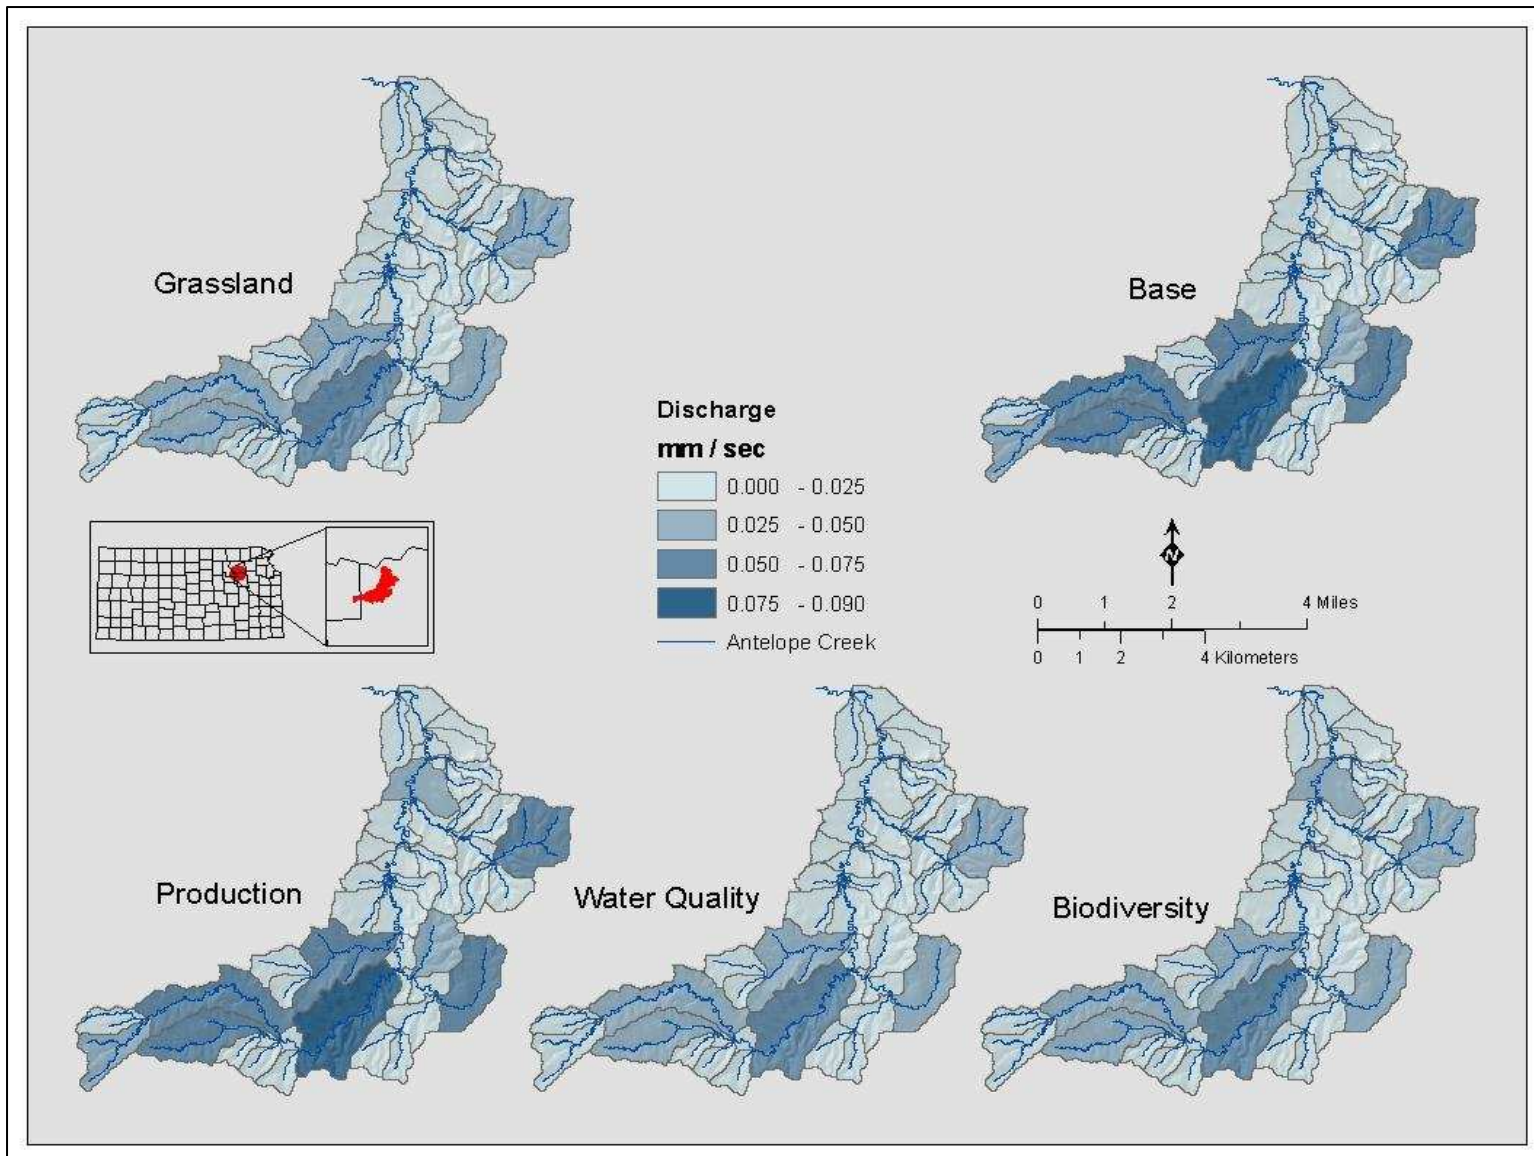 Grassland
Base
Discharge
mm / sec
0.000 - 0.025
0.025 - 0.050
0.050 - 0.075
0.075 - 0.090
Antelope Creek
N
0 1 2 4 Miles
0 1 2 4 Kilometers
Production
Water Quality
Biodiversity